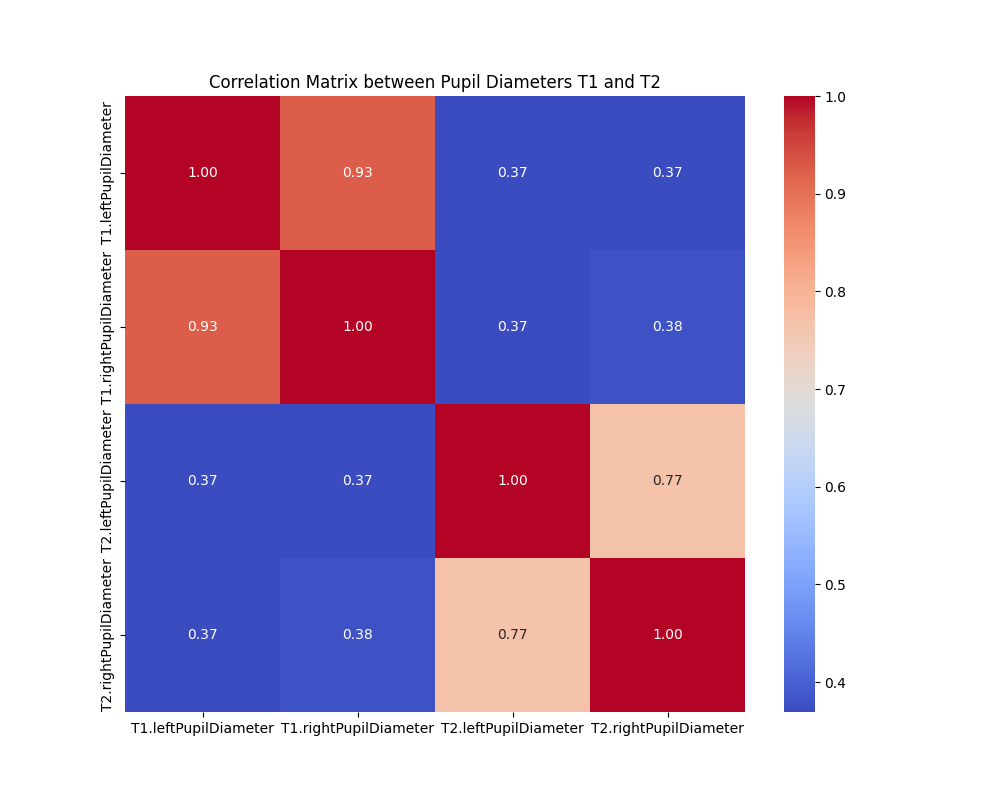 Correlation Matrix between Pupil Diameters T1 and T2
T1.leftPupilDiameter
1.00 0.93 0.37 0.37
T1.rightPupilDiameter
0.93 1.00 0.37 0.38
T2.leftPupilDiameter
0.37 0.37 1.00 0.77
T2.rightPupilDiameter
0.37 0.38 0.77 1.00
T1.leftPupilDiameter T1.rightPupilDiameter T2.leftPupilDiameter T2.rightPupilDiameter
1.0
0.9
0.8
0.7
0.6
0.5
0.4